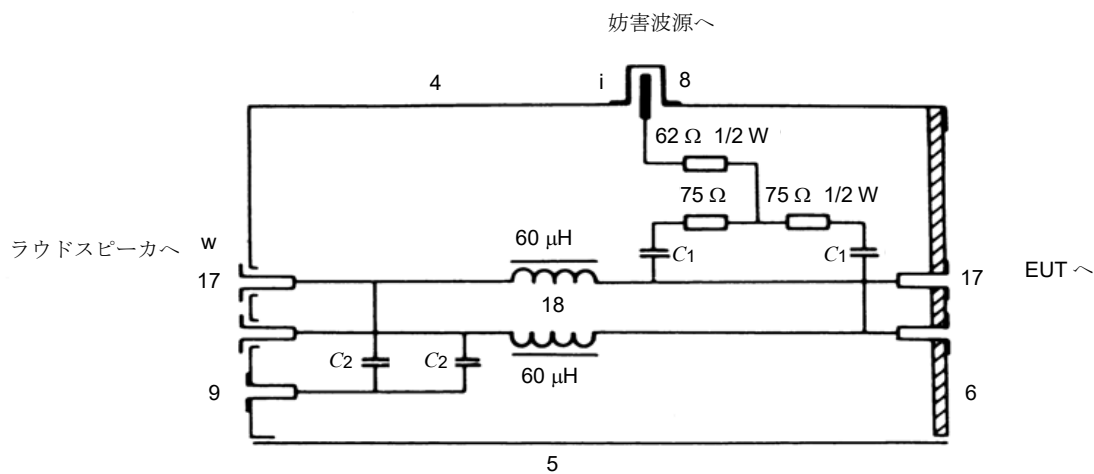 妨害波源へ
4
i
8
62 Ω 1/2 W
75 Ω
75 Ω 1/2 W
ラウドスピーカへ
w
60 μH
C1
C1
17
18
17
EUT へ
C2
C2
60 μH
9
6
5